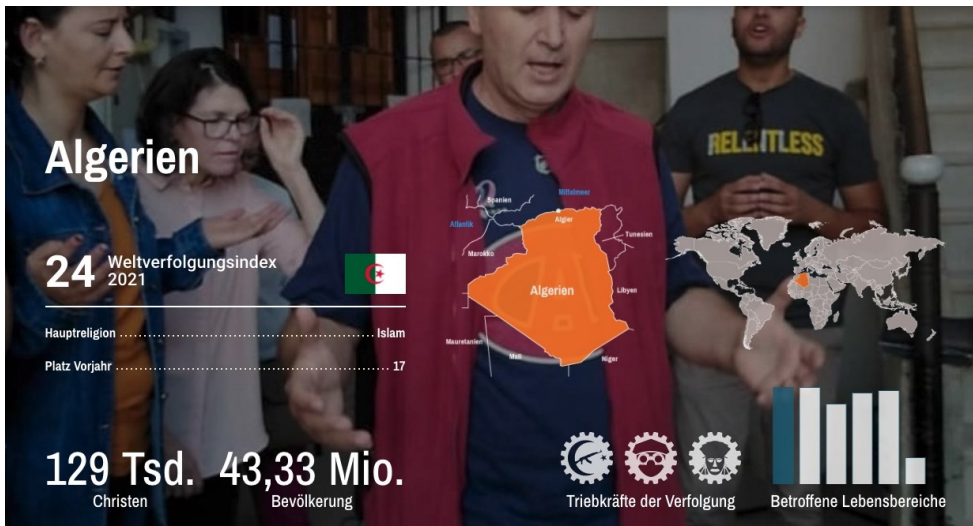 Algerien
RELENTLESS
24 Weltverfolgungsindex
2021
Hauptreligion ........ Islam
Platz Vorjahr ........ 17
129 Tsd.
Christen
43,33 Mio.
Bevölkerung
Mittelmeer
Spanien
Algier
Atlantik
Tunesien
Marokko
Algerien
Libyen
Mauretanien
Mali
Niger
Triebkräfte der Verfolgung
Betroffene Lebensbereiche